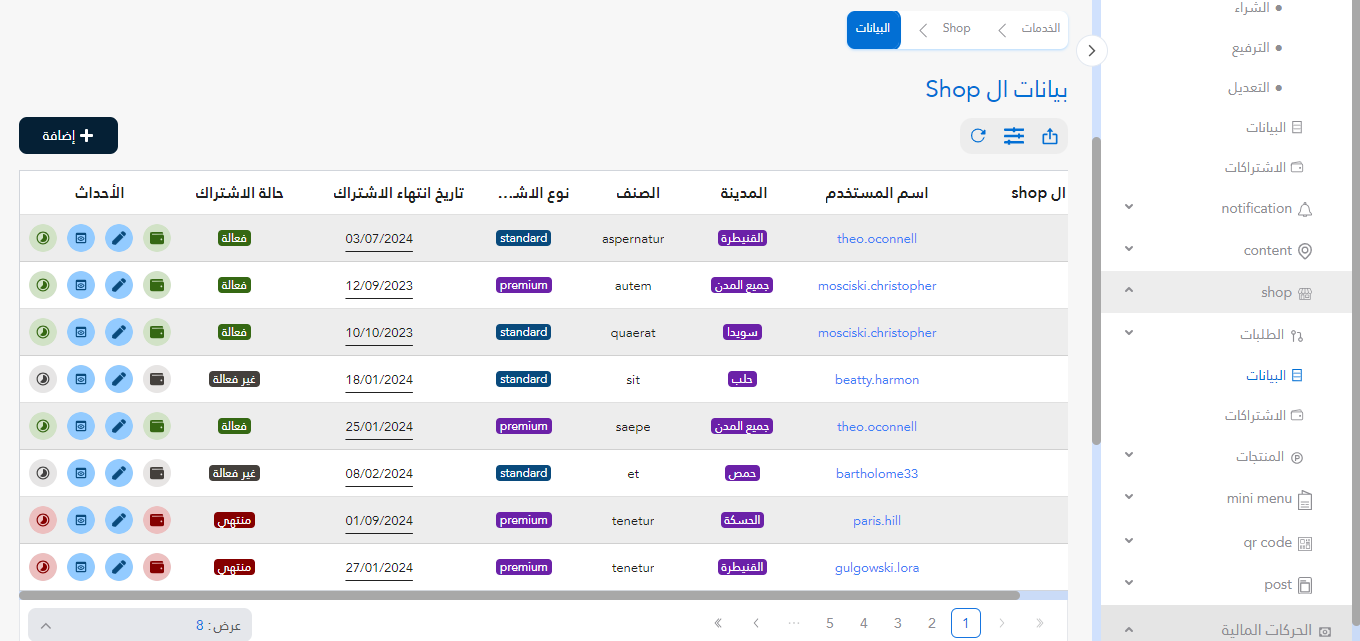 الخدمات
Shop
البيانات
بيانات ال Shop
إضافة
ال shop
اسم المستخدم
المدينة
الصنف
نوع الاش...
تاريخ انتهاء الاشتراك
حالة الاشتراك
الأحداث
theo.oconnell القنيطرة aspernatur standard 03/07/2024 فعالة
mosciski.christopher جميع المدن autem premium 12/09/2023 فعالة
mosciski.christopher سويدا quaerat standard 10/10/2023 فعالة
beatty.harmon حلب sit standard 18/01/2024 غير فعالة
theo.oconnell جميع المدن saepe premium 25/01/2024 فعالة
bartholome33 حمص et standard 08/02/2024 غير فعالة
paris.hill الحسكة tenetur premium 01/09/2024 منتهي
gulgowski.lora القنيطرة tenetur premium 27/01/2024 منتهي
1 2 3 4 5 ...
عرض: 8
الشراء
الترفيع
التعديل
البيانات
الاشتراكات
notification
content
shop
الطلبات
البيانات
الاشتراكات
المنتجات
mini menu
qr code
post
الحركات المالية